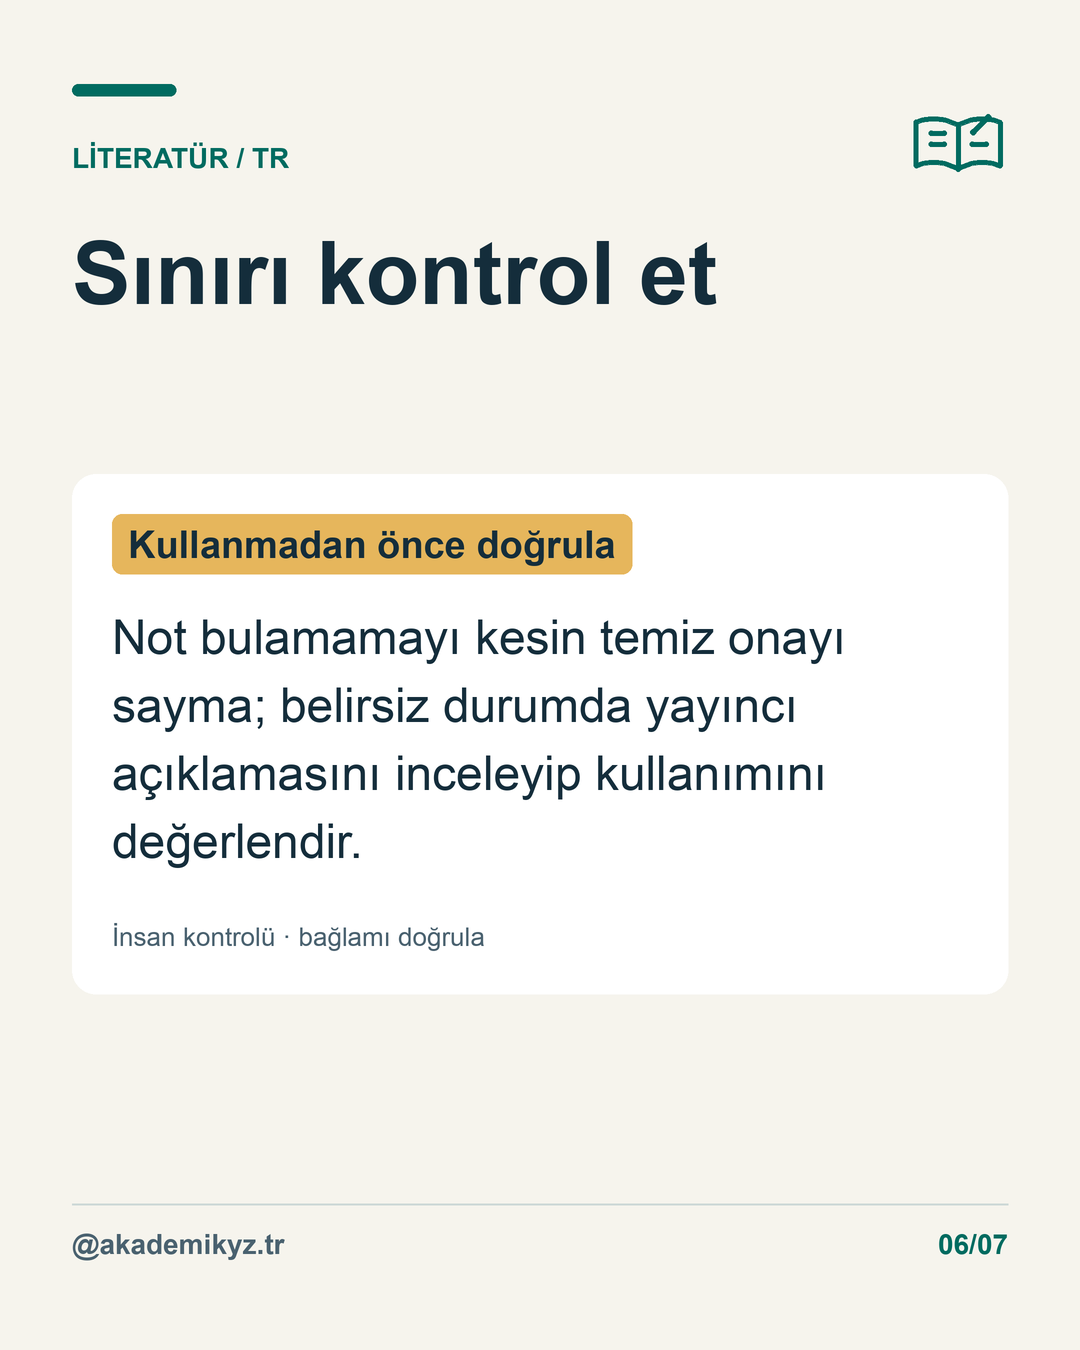 LİTERATÜR / TR
Sınırı kontrol et
Kullanmadan önce doğrula
Not bulamamayı kesin temiz onayı
sayma; belirsiz durumda yayıncı
açıklamasını inceleyip kullanımını
değerlendir.
İnsan kontrolü · bağlamı doğrula
@akademikyz.tr
06/07